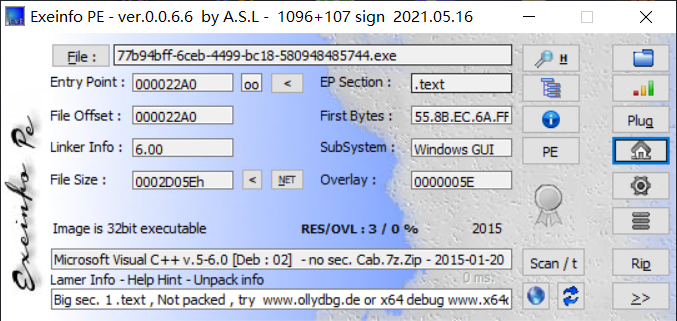 Exeinfo PE - ver.0.0.6.6 by A.S.L - 1096+107 sign 2021.05.16
File : 77b94bff-6ceb-4499-bc18-580948485744.exe H
Entry Point : 000022A0 oo < EP Section : .text
File Offset : 000022A0 First Bytes : 55.8B.EC.6A.FF Plug
Linker Info : 6.00 SubSystem : Windows GUI PE
File Size : 0002D05Eh < NET Overlay : 0000005E
Image is 32bit executable RES/OVL : 3 / 0 % 2015
Microsoft Visual C++ v.5-6.0 [Deb : 02] - no sec. Cab.7z.Zip - 2015-01-20 Scan / t Rip
Lamer Info - Help Hint - Unpack info 0 ms.
Big sec. 1 .text , Not packed , try www.ollydbg.de or x64 debug www.x64 >>
Exeinfo Pe